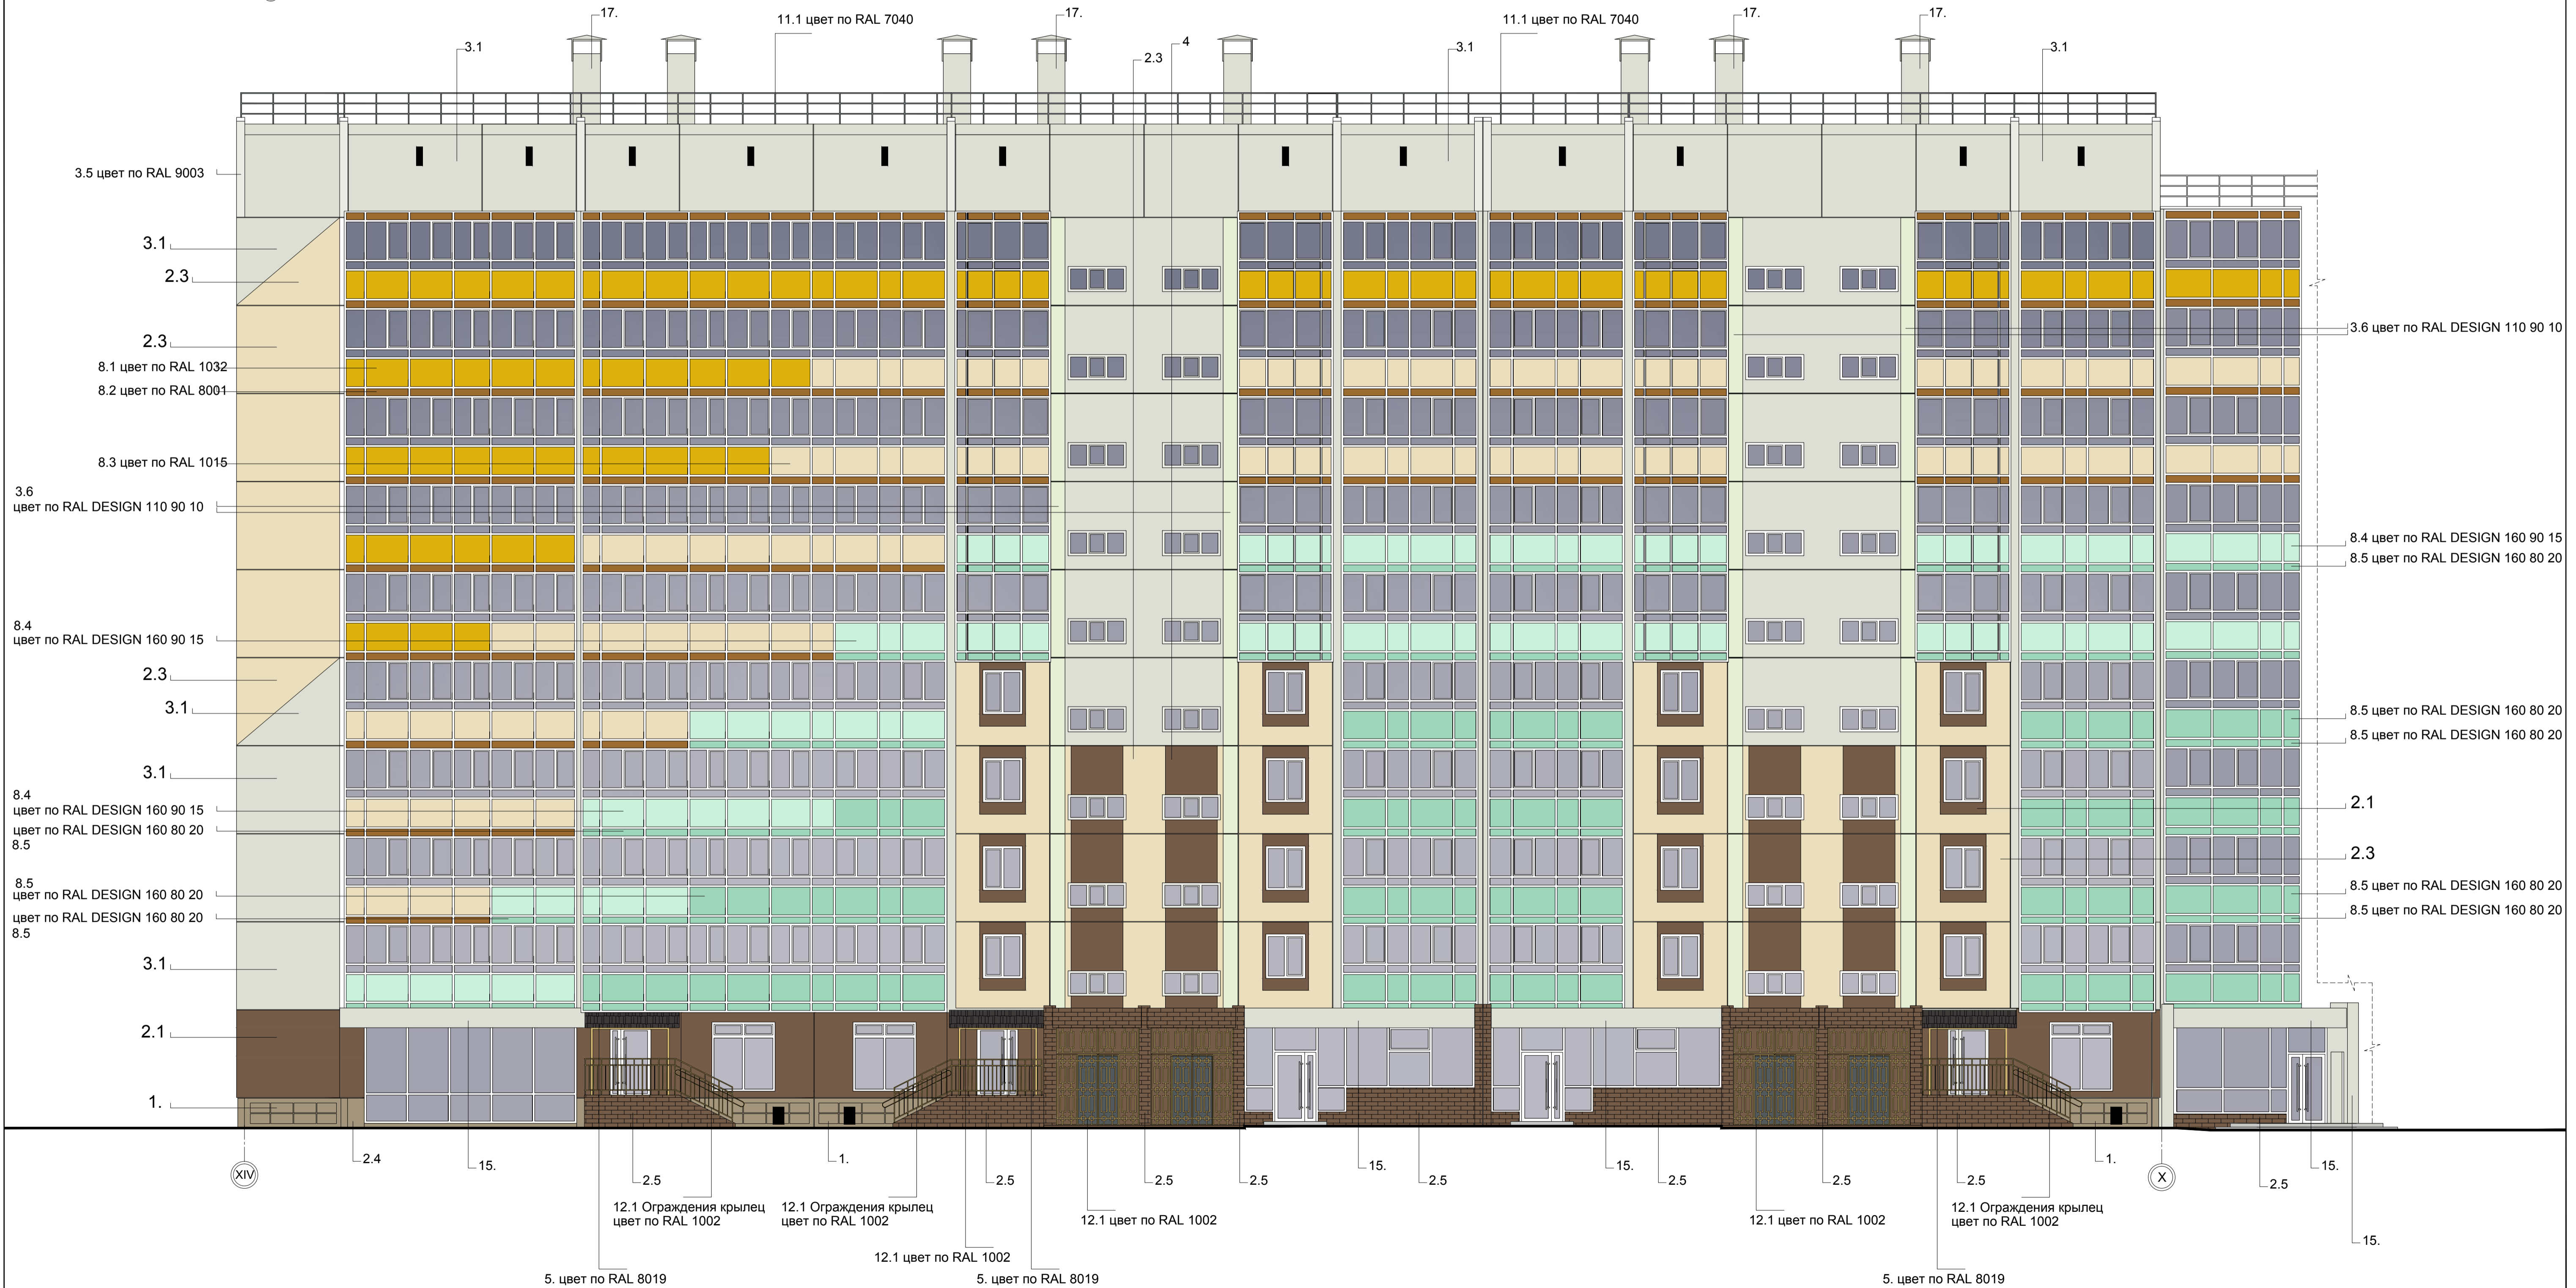 17.
11.1 цвет по RAL 7040
17.
11.1 цвет по RAL 7040
17.
17.
3.1
4
2.3
3.1
3.1
3.5 цвет по RAL 9003
3.1
2.3
2.3
8.1 цвет по RAL 1032
8.2 цвет по RAL 8001
8.3 цвет по RAL 1015
3.6
цвет по RAL DESIGN 110 90 10
8.4
цвет по RAL DESIGN 160 90 15
2.3
3.1
3.1
8.4
цвет по RAL DESIGN 160 90 15
цвет по RAL DESIGN 160 80 20
8.5
8.5
цвет по RAL DESIGN 160 80 20
цвет по RAL DESIGN 160 80 20
8.5
3.1
2.1
1.
3.6 цвет по RAL DESIGN 110 90 10
8.4 цвет по RAL DESIGN 160 90 15
8.5 цвет по RAL DESIGN 160 80 20
8.5 цвет по RAL DESIGN 160 80 20
8.5 цвет по RAL DESIGN 160 80 20
2.1
2.3
8.5 цвет по RAL DESIGN 160 80 20
8.5 цвет по RAL DESIGN 160 80 20
XIV
2.4
15.
2.5
1.
2.5
2.5
2.5
15.
2.5
15.
2.5
2.5
2.5
1.
X
2.5
15.
15.
12.1 Ограждения крылец
цвет по RAL 1002
12.1 Ограждения крылец
цвет по RAL 1002
12.1 цвет по RAL 1002
12.1 цвет по RAL 1002
12.1 Ограждения крылец
цвет по RAL 1002
12.1 цвет по RAL 1002
5. цвет по RAL 8019
5. цвет по RAL 8019
5. цвет по RAL 8019